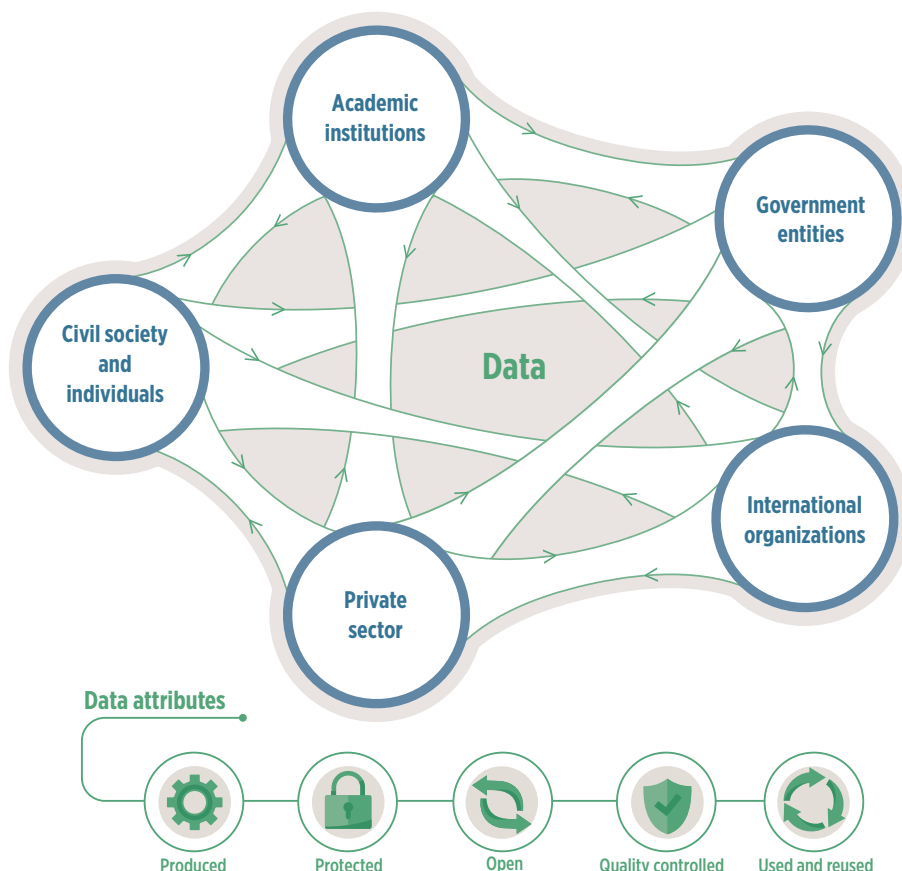 Academic
institutions
Government
entities
Civil society
and
individuals
Data
International
organizations
Private
sector
Data attributes
Produced
Protected
Open
Quality controlled
Used and reused